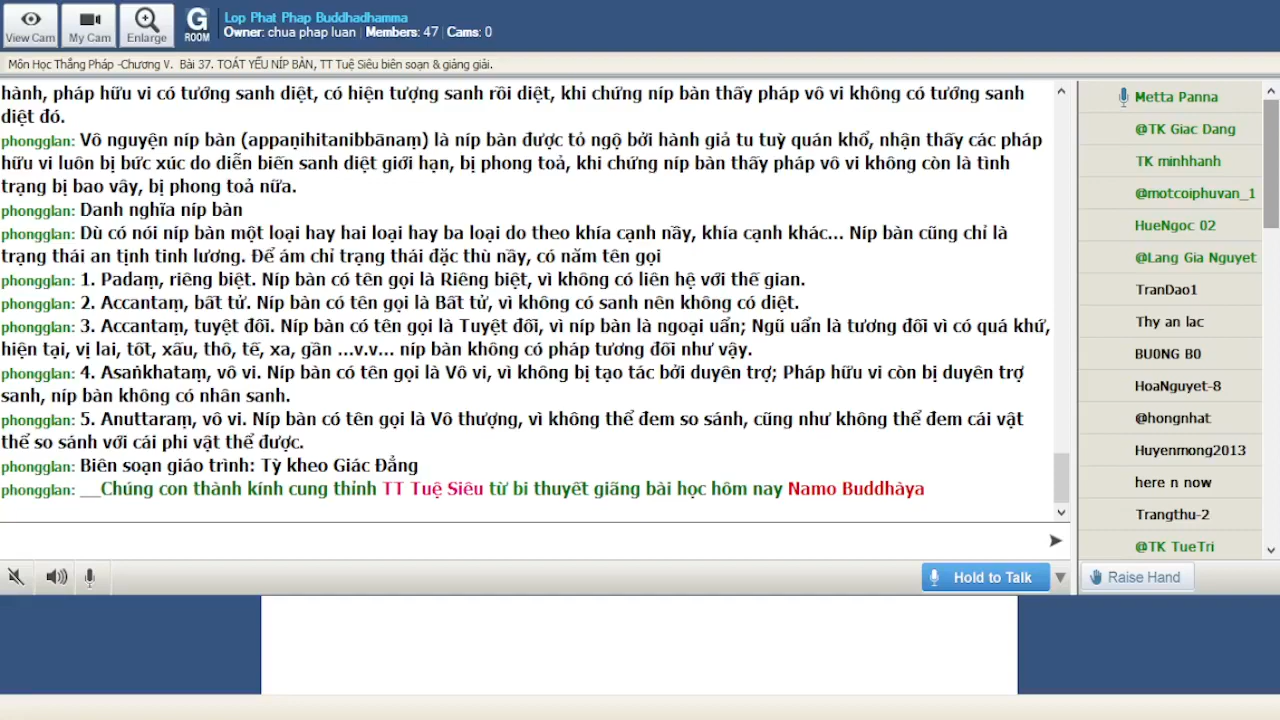 View Cam
My Cam
Enlarge
G ROOM
Lop Phat Phap Buddhadhamma
Owner: chua phap luan | Members: 47 | Cams: 0
Môn Học Thắng Pháp -Chương V. Bài 37. TOÁT YẾU NÍP BÀN, TT Tuệ Siêu biên soạn & giảng giải.
hành, pháp hữu vi có tướng sanh diệt, có hiện tượng sanh rồi diệt, khi chứng níp bàn thấy pháp vô vi không có tướng sanh
diệt đó.
phongglan: Vô nguyện níp bàn (appaṇihitanibbānaṃ) là níp bàn được tỏ ngộ bởi hành giả tu tuỳ quán khổ, nhận thấy các pháp
hữu vi luôn bị bức xúc do diễn biến sanh diệt giới hạn, bị phong toả, khi chứng níp bàn thấy pháp vô vi không còn là tình
trạng bị bao vây, bị phong toả nữa.
phongglan: Danh nghĩa níp bàn
phongglan: Dù có nói níp bàn một loại hay hai loại hay ba loại do theo khía cạnh nầy, khía cạnh khác... Níp bàn cũng chỉ là
trạng thái an tịnh tinh lương. Để ám chỉ trạng thái đặc thù nầy, có năm tên gọi
phongglan: 1. Padaṃ, riêng biệt. Níp bàn có tên gọi là Riêng biệt, vì không có liên hệ với thế gian.
phongglan: 2. Accantaṃ, bất tử. Níp bàn có tên gọi là Bất tử, vì không có sanh nên không có diệt.
phongglan: 3. Accantaṃ, tuyệt đối. Níp bàn có tên gọi là Tuyệt đối, vì níp bàn là ngoại uẩn; Ngũ uẩn là tương đối vì có quá khứ,
hiện tại, vị lai, tốt, xấu, thô, tế, xa, gần ...v.v... níp bàn không có pháp tương đối như vậy.
phongglan: 4. Asaṅkhataṃ, vô vi. Níp bàn có tên gọi là Vô vi, vì không bị tạo tác bởi duyên trợ; Pháp hữu vi còn bị duyên trợ
sanh, níp bàn không có nhân sanh.
phongglan: 5. Anuttaraṃ, vô vi. Níp bàn có tên gọi là Vô thượng, vì không thể đem so sánh, cũng như không thể đem cái vật
thể so sánh với cái phi vật thể được.
phongglan: Biên soạn giáo trình: Tỳ kheo Giác Đẳng
phongglan: __Chúng con thành kính cung thỉnh TT Tuệ Siêu từ bi thuyết giãng bài học hôm nay Namo Buddhàya
Metta Panna
@TK Giac Dang
TK minhhanh
@motcoiphuvan_1
HueNgoc 02
@Lang Gia Nguyet
TranDao1
Thy an lac
BU0NG B0
HoaNguyet-8
@hongnhat
Huyenmong2013
here n now
Trangthu-2
@TK TueTri
Hold to Talk
Raise Hand